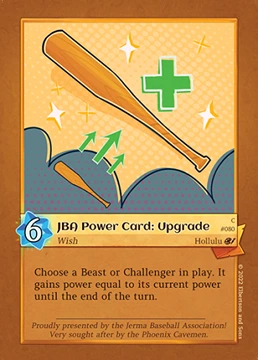 6 JBA Power Card: Upgrade
C
#080
Wish
Hollulu
Choose a Beast or Challenger in play. It
gains power equal to its current power
until the end of the turn.
Proudly presented by the Jerma Baseball Association!
Very sought after by the Phoenix Cavemen.
© 2022 Elbertson and Sons